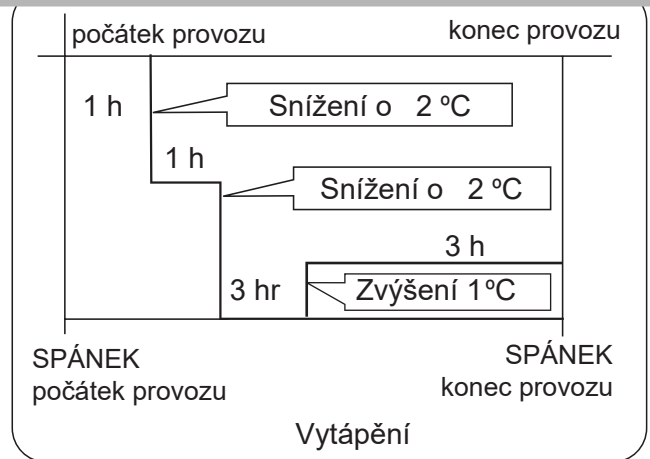 počátek provozu
konec provozu
1 h
Snížení o 2 ºC
1 h
Snížení o 2 ºC
3 h
3 hr
Zvýšení 1ºC
SPÁNEK
počátek provozu
SPÁNEK
konec provozu
Vytápění